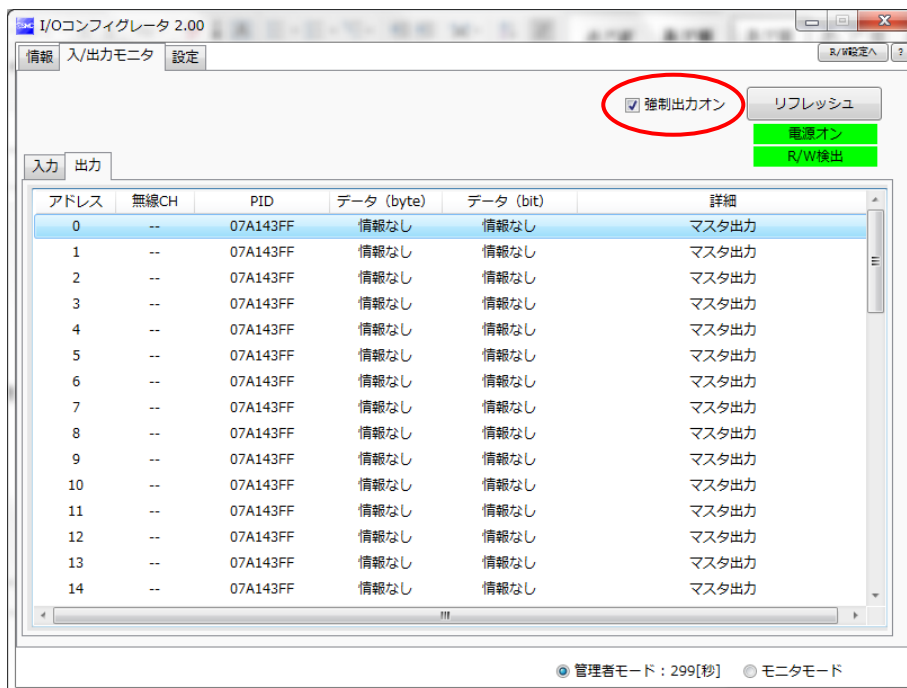 I/Oコンフィグレータ 2.00
情報 入/出力モニタ 設定 R/W設定へ ?
強制出力オン リフレッシュ
電源オン
R/W検出
入力 出力
アドレス 無線CH PID データ（byte） データ（bit） 詳細
0 -- 07A143FF 情報なし 情報なし マスタ出力
1 -- 07A143FF 情報なし 情報なし マスタ出力
2 -- 07A143FF 情報なし 情報なし マスタ出力
3 -- 07A143FF 情報なし 情報なし マスタ出力
4 -- 07A143FF 情報なし 情報なし マスタ出力
5 -- 07A143FF 情報なし 情報なし マスタ出力
6 -- 07A143FF 情報なし 情報なし マスタ出力
7 -- 07A143FF 情報なし 情報なし マスタ出力
8 -- 07A143FF 情報なし 情報なし マスタ出力
9 -- 07A143FF 情報なし 情報なし マスタ出力
10 -- 07A143FF 情報なし 情報なし マスタ出力
11 -- 07A143FF 情報なし 情報なし マスタ出力
12 -- 07A143FF 情報なし 情報なし マスタ出力
13 -- 07A143FF 情報なし 情報なし マスタ出力
14 -- 07A143FF 情報なし 情報なし マスタ出力
管理者モード：299[秒] モニタモード